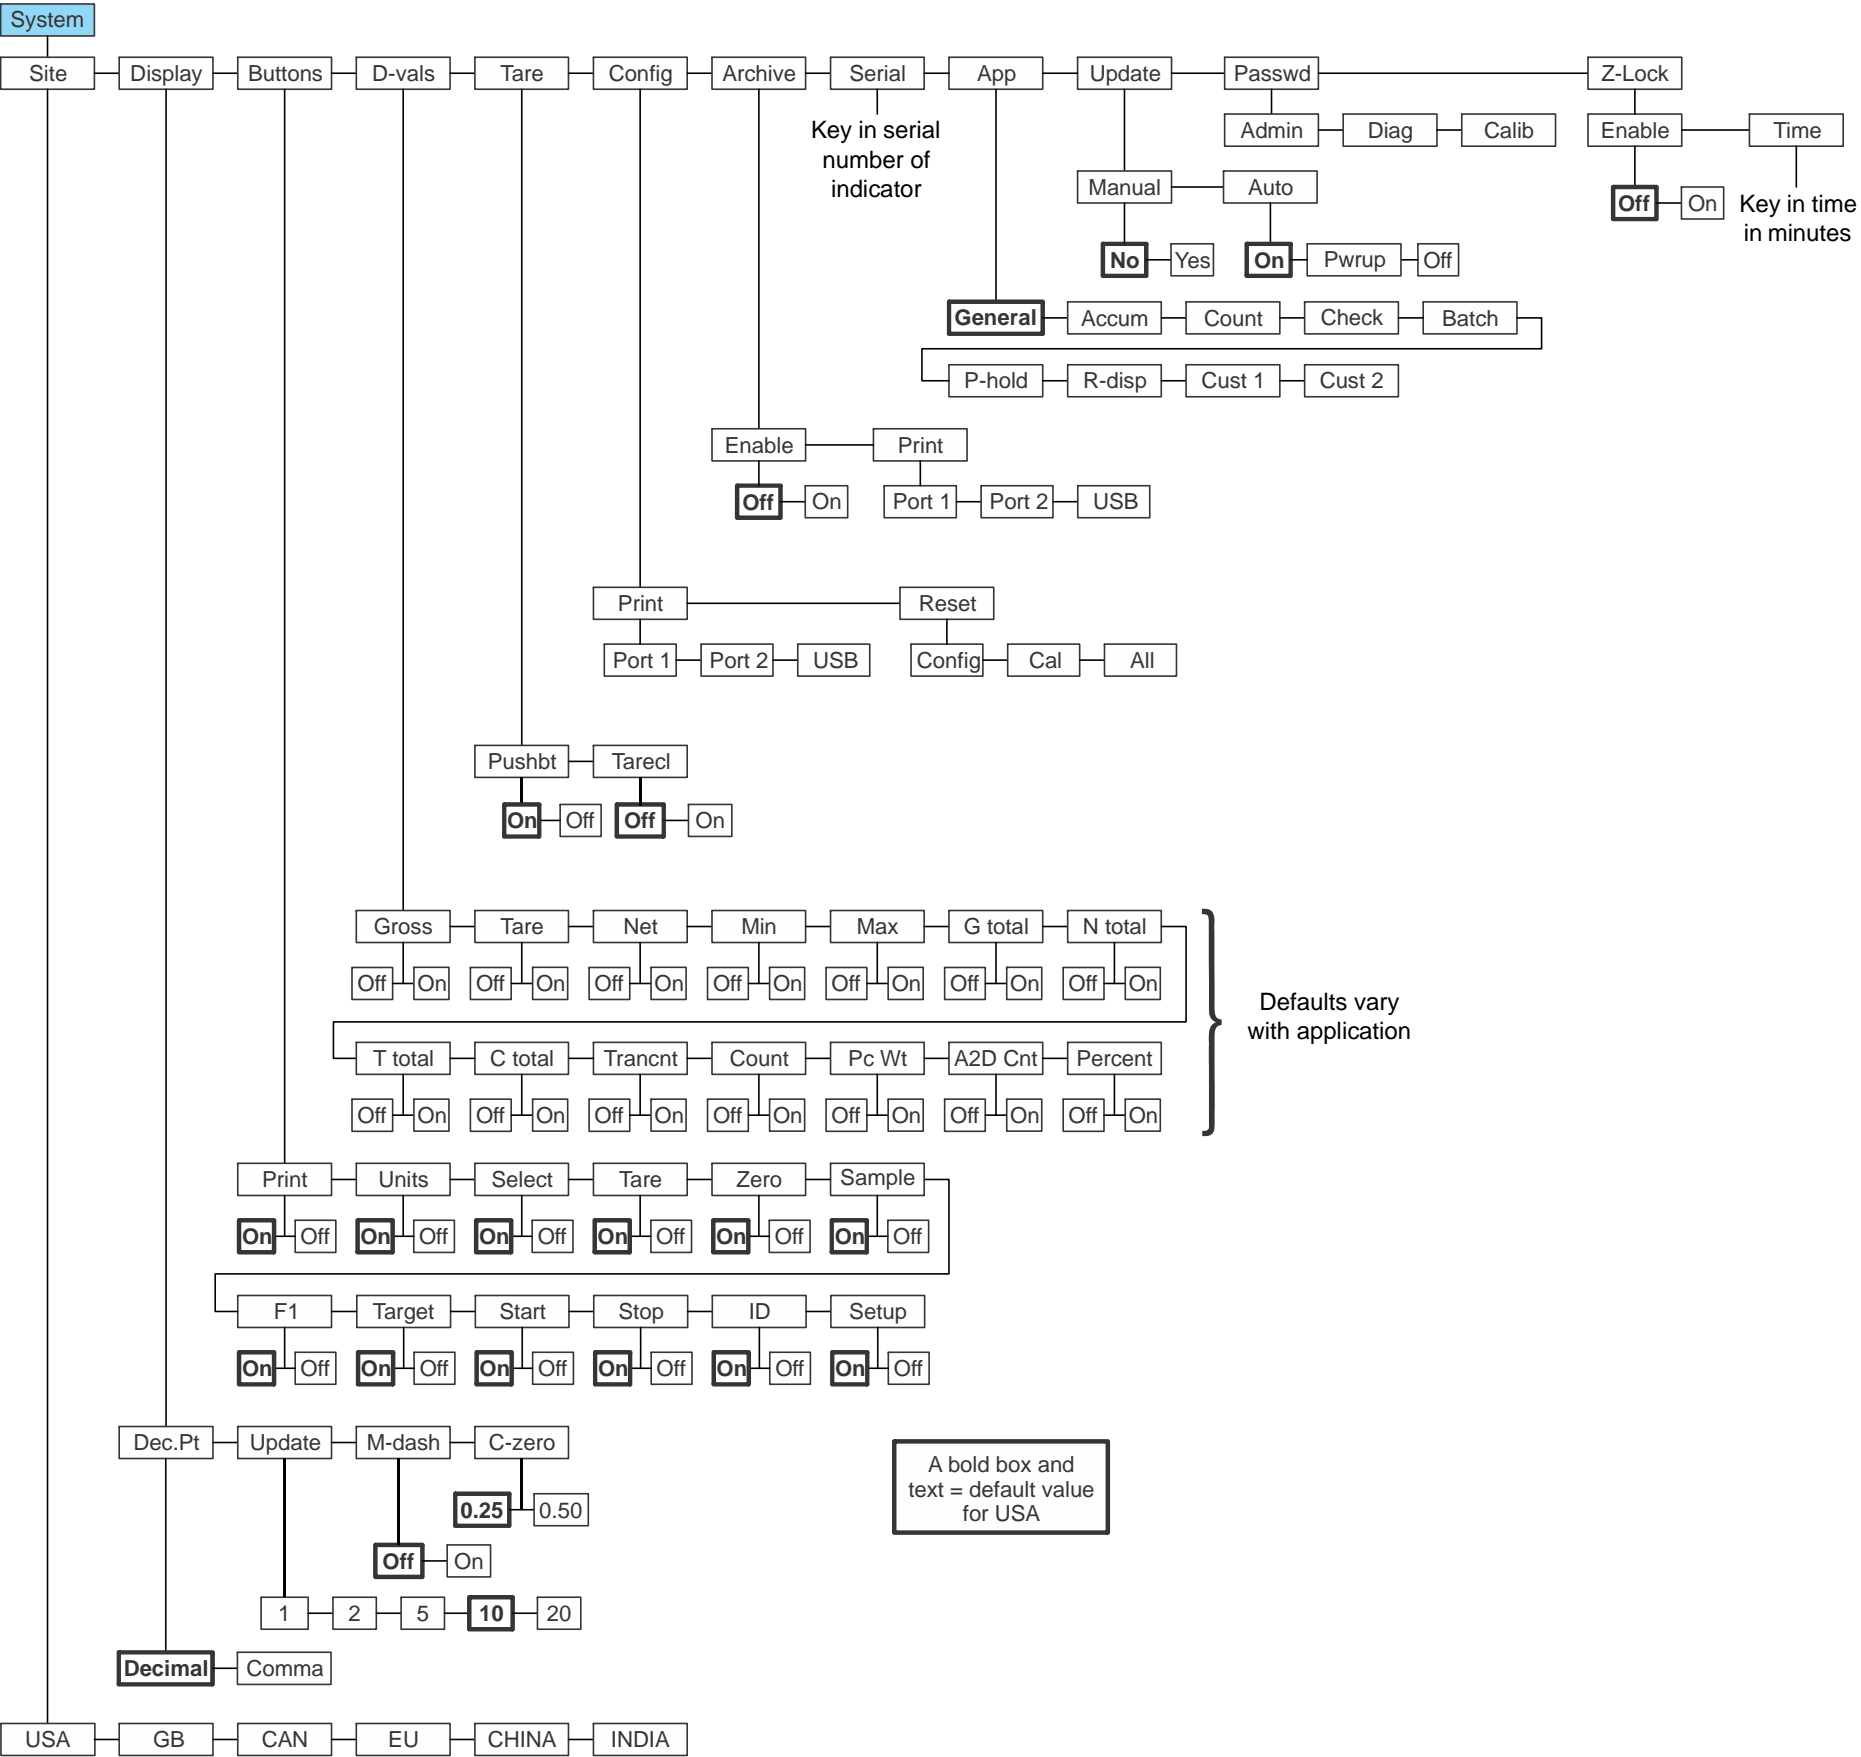 System
Site Display Buttons D-vals Tare Config Archive Serial App Update Passwd Z-Lock
Key in serial
number of
indicator
Admin Diag Calib Enable Time
Manual Auto
Off On
Key in time
in minutes
No Yes On Pwrup Off
General Accum Count Check Batch
P-hold R-disp Cust 1 Cust 2
Enable Print
Off On Port 1 Port 2 USB
Print Reset
Port 1 Port 2 USB Config Cal All
Pushbt Tarecl
On Off Off On
Gross Tare Net Min Max G total N total
Off On Off On Off On Off On Off On Off On Off On
Defaults vary
with application
T total C total Trancnt Count Pc Wt A2D Cnt Percent
Off On Off On Off On Off On Off On Off On Off On
Print Units Select Tare Zero Sample
On Off On Off On Off On Off On Off On Off
F1 Target Start Stop ID Setup
On Off On Off On Off On Off On Off On Off
Dec.Pt Update M-dash C-zero
A bold box and
text = default value
for USA
0.25 0.50
Off On
1 2 5 10 20
Decimal Comma
USA GB CAN EU CHINA INDIA